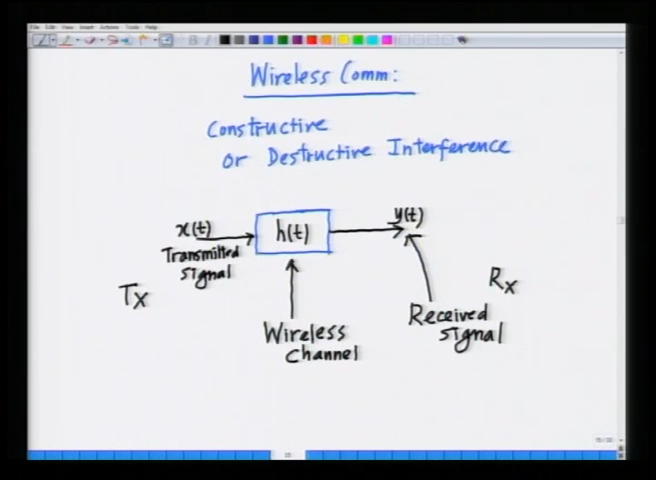 Wireless Comm:
Constructive
or Destructive Interference
x(t)
h(t)
y(t)
Transmitted
signal
Tx
Rx
Wireless
Channel
Received
signal